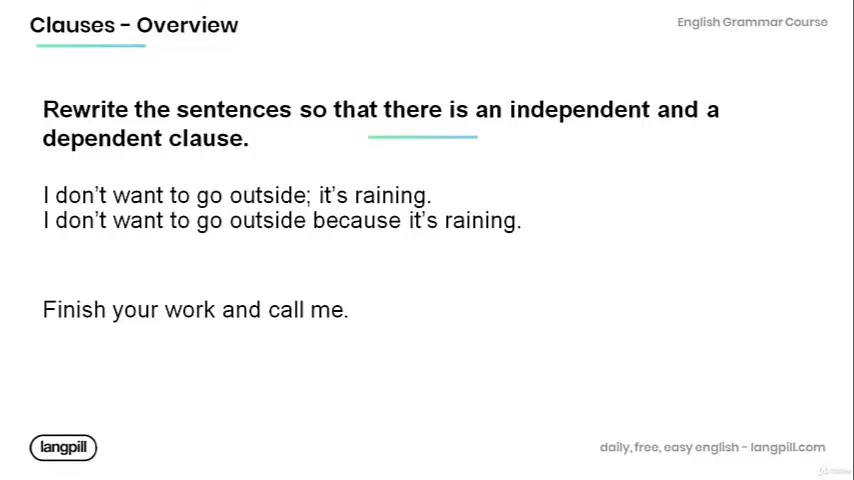 Clauses - Overview
English Grammar Course
Rewrite the sentences so that there is an independent and a
dependent clause.
I don't want to go outside; it's raining.
I don't want to go outside because it's raining.
Finish your work and call me.
langpill
daily, free, easy english - langpill.com